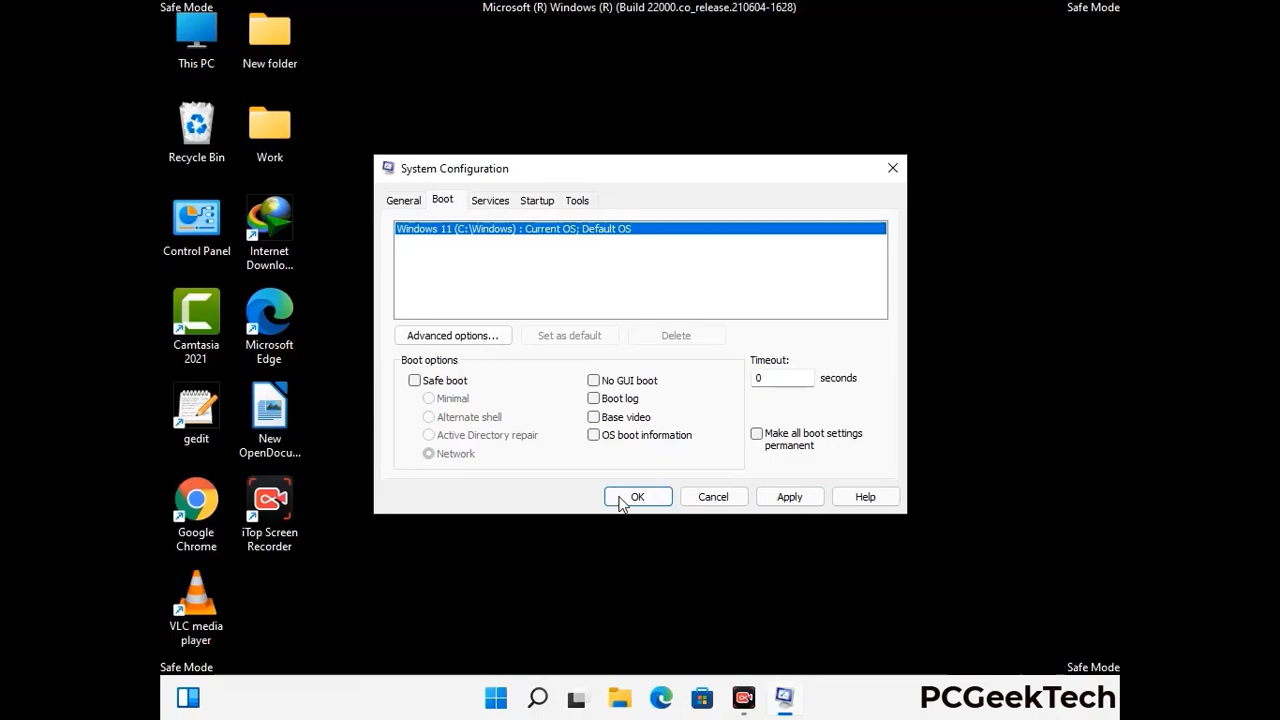 Safe Mode
Microsoft (R) Windows (R) (Build 22000.co_release.210604-1628)
Safe Mode
This PC
New folder
Recycle Bin
Work
Control Panel
Internet
Downlo...
Camtasia
2021
Microsoft
Edge
gedit
New
OpenDocu...
Google
Chrome
iTop Screen
Recorder
VLC media
player
System Configuration
General
Boot
Services
Startup
Tools
Windows 11 (C:\Windows) : Current OS; Default OS
Advanced options...
Set as default
Delete
Boot options
Safe boot
Minimal
Alternate shell
Active Directory repair
Network
No GUI boot
Boot log
Base video
OS boot information
Timeout:
0 seconds
Make all boot settings
permanent
OK
Cancel
Apply
Help
Safe Mode
Safe Mode
PCGeekTech